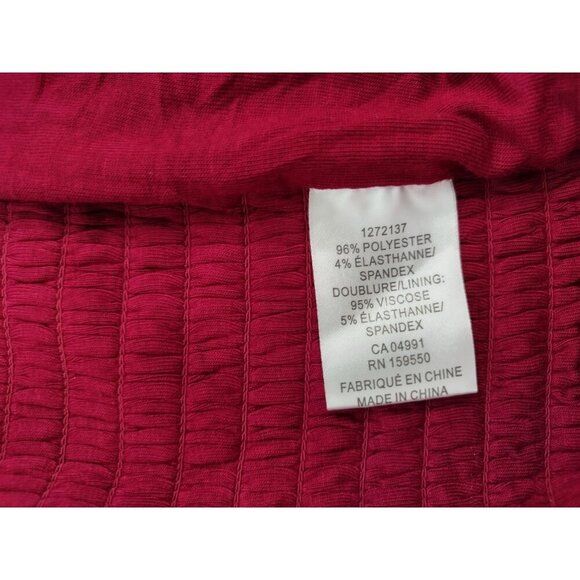 1272137
96% POLYESTER
4% ÉLASTHANNE/
SPANDEX
DOUBLURE/LINING:
95% VISCOSE
5% ÉLASTHANNE/
SPANDEX
CA 04991
RN 159550
FABRIQUÉ EN CHINE
MADE IN CHINA